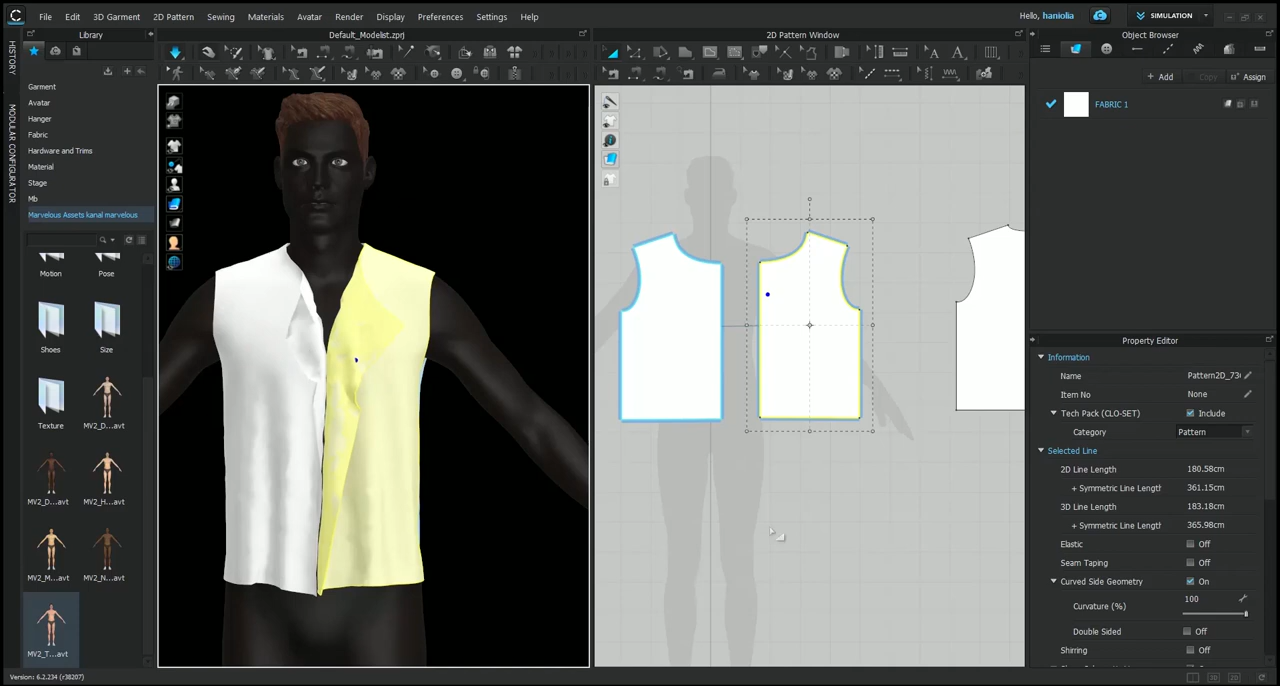 File Edit 3D Garment 2D Pattern Sewing Materials Avatar Render Display Preferences Settings Help
Hello, haniolia SIMULATION
Library Default_Modelist.zprj 2D Pattern Window Object Browser
HISTORY
MODULAR CONFIGURATOR
Garment
Avatar
Hanger
Fabric
Hardware and Trims
Material
Stage
Mb
Marvelous Assets kanal marvelous
Motion Pose
Shoes Size
Texture MV2_D...avt
MV2_D...avt MV2_H...avt
MV2_M...avt MV2_N...avt
MV2_T...avt
+ Add Copy Assign
FABRIC 1
Property Editor
Information
Name Pattern2D_73
Item No None
Tech Pack (CLO-SET) Include
Category Pattern
Selected Line
2D Line Length 180.58cm
+ Symmetric Line Length 361.15cm
3D Line Length 183.18cm
+ Symmetric Line Length 365.98cm
Elastic Off
Seam Taping Off
Curved Side Geometry On
Curvature (%) 100
Double Sided Off
Shirring Off
Version: 6.2.234 (r38207) 3D 2D